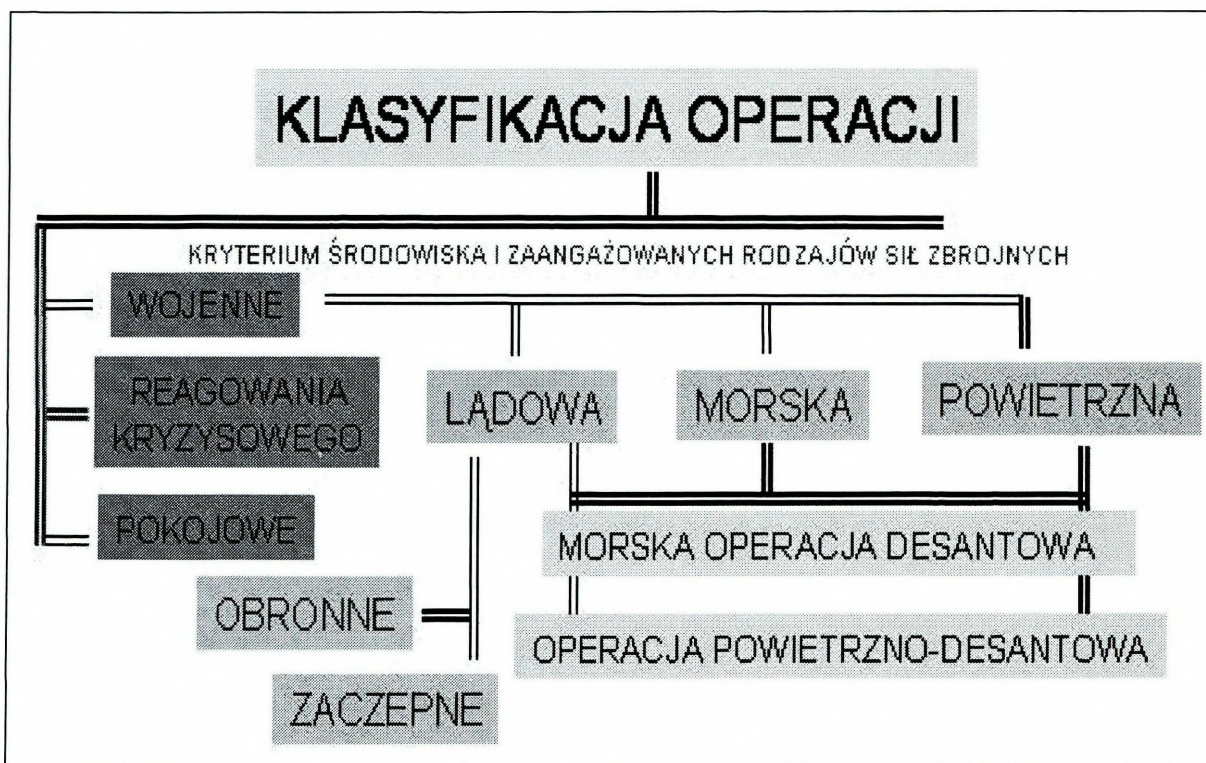 KLASYFIKACJA OPERACJI
KRYTERIUM ŚRODOWISKA I ZAANGAŻOWANYCH RODZAJÓW SIŁ ZBROJNYCH
WOJENNE
REAGOWANIA
KRYZYSOWEGO
POKOJOWE
LĄDOWA
MORSKA
POWIETRZNA
MORSKA OPERACJA DESANTOWA
OPERACJA POWIETRZNO-DESANTOWA
OBRONNE
ZACZEPNE